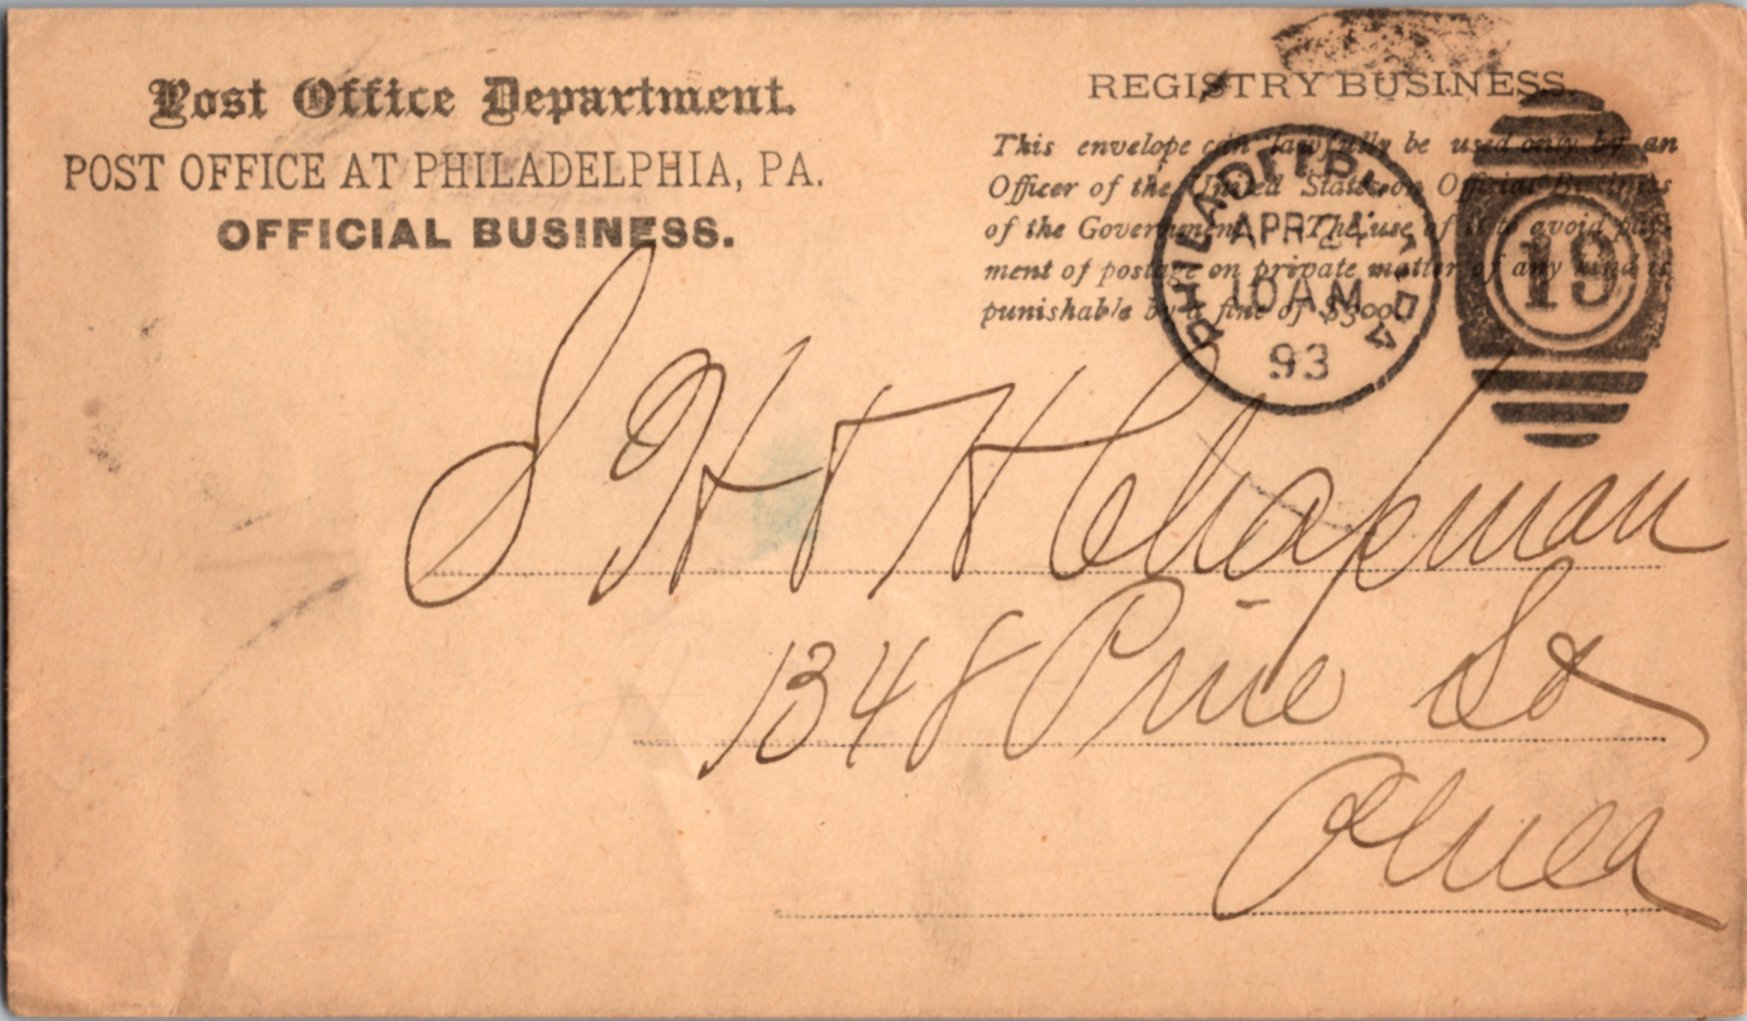 Post Office Department.
POST OFFICE AT PHILADELPHIA, PA.
OFFICIAL BUSINESS.
REGISTRY BUSINESS.
This envelope can lawfully be used only by an
Officer of the United States on Official Business
of the Government. The use of it to avoid pay-
ment of postage on private matter of any kind is
punishable by a fine of $300.
PHILADELPHIA, PA
APR 24
10 AM
93
19
S H & H Chapman
1348 Pine St
Phila